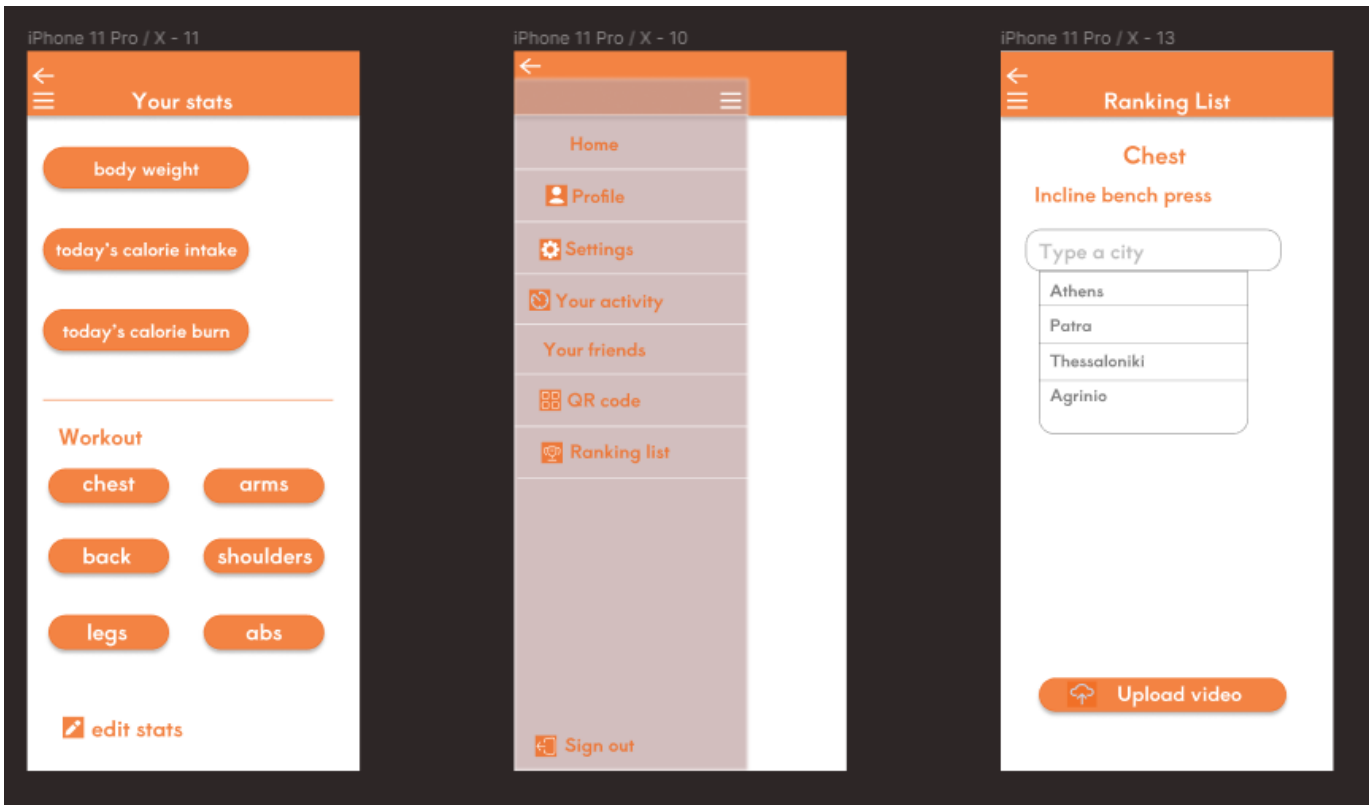 iPhone 11 Pro / X - 11
Your stats
body weight
today's calorie intake
today's calorie burn
Workout
chest
arms
back
shoulders
legs
abs
edit stats
iPhone 11 Pro / X - 10
Home
Profile
Settings
Your activity
Your friends
QR code
Ranking list
Sign out
iPhone 11 Pro / X - 13
Ranking List
Chest
Incline bench press
Type a city
Athens
Patra
Thessaloniki
Agrinio
Upload video